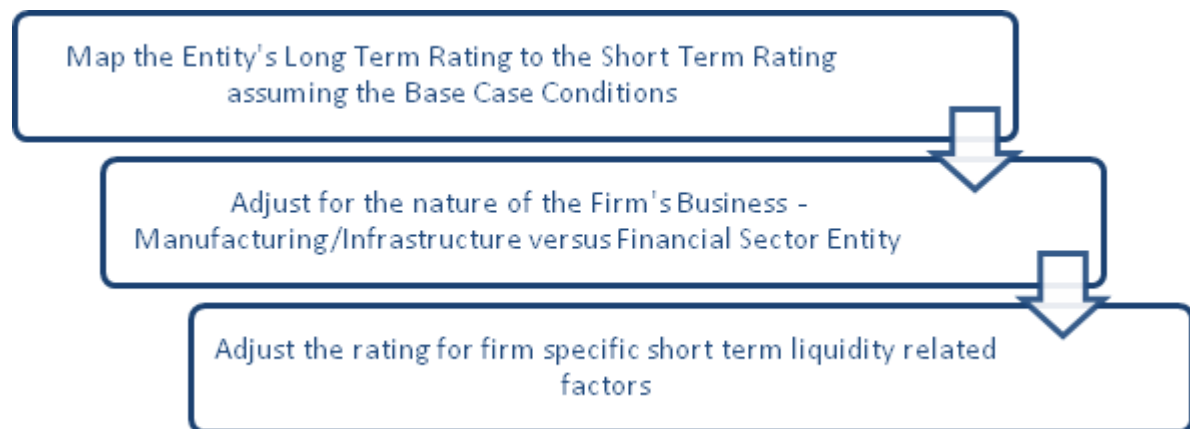 Map the Entity's Long Term Rating to the Short Term Rating
assuming the Base Case Conditions
Adjust for the nature of the Firm's Business -
Manufacturing/Infrastructure versus Financial Sector Entity
Adjust the rating for firm specific short term liquidity related
factors